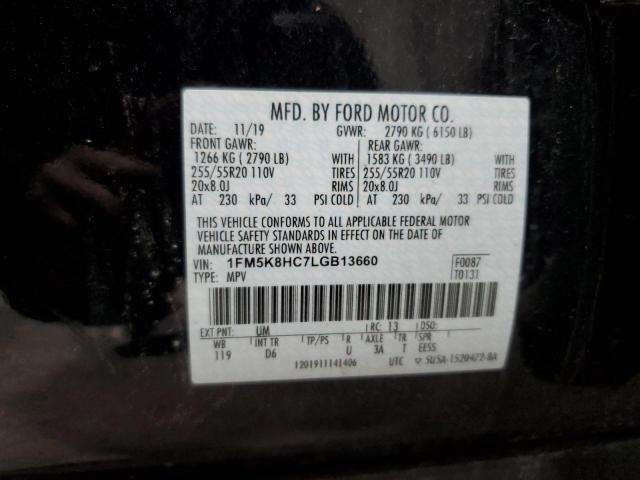 MFD. BY FORD MOTOR CO.
DATE: 11/19 GVWR: 2790 KG ( 6150 LB)
FRONT GAWR: REAR GAWR:
1266 KG ( 2790 LB) WITH 1583 KG ( 3490 LB) WITH
255/55R20 110V TIRES 255/55R20 110V TIRES
20x8.0J RIMS 20x8.0J RIMS
AT 230 kPa/ 33 PSI COLD AT 230 kPa/ 33 PSI COLD
THIS VEHICLE CONFORMS TO ALL APPLICABLE FEDERAL MOTOR
VEHICLE SAFETY STANDARDS IN EFFECT ON THE DATE OF
MANUFACTURE SHOWN ABOVE.
VIN: 1FM5K8HC7LGB13660 F0087
TYPE: MPV T0131
EXT PNT: UM RC: 13 DSO:
WB INT TR TP/PS R AXLE TR SPR
119 D6 U 3A T EESS
1201911141406 UTC 5U5A-1520472-BA